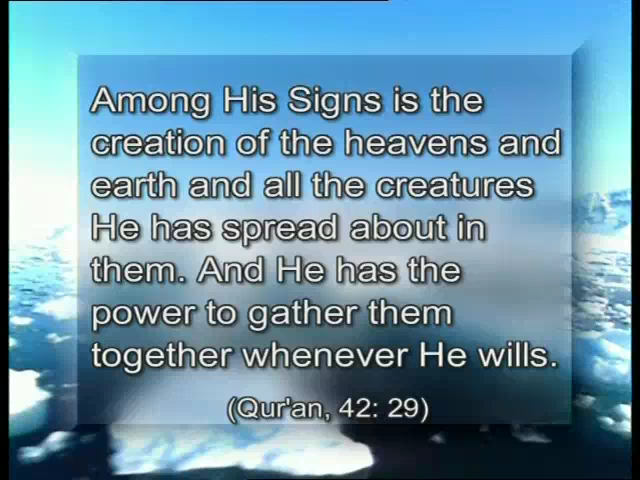 Among His Signs is the
creation of the heavens and
earth and all the creatures
He has spread about in
them. And He has the
power to gather them
together whenever He wills.
(Qur'an, 42: 29)